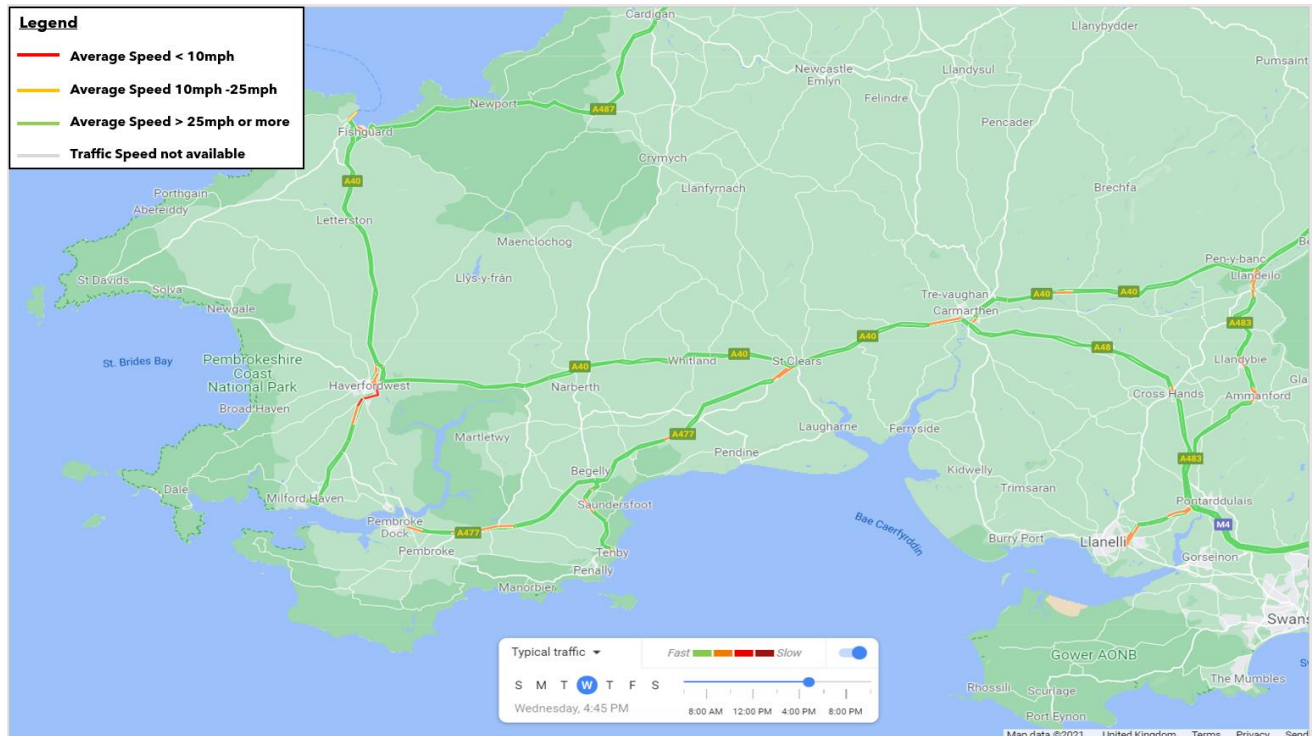 Legend
Average Speed < 10mph
Average Speed 10mph -25mph
Average Speed > 25mph or more
Traffic Speed not available
Cardigan
Llanybydder
Newcastle
Emlyn
Llandysul
Pumsaint
Felindre
Newport
A487
Pencader
Fishguard
Crymych
A40
Llanfyrnach
Brechfa
Porthgain
Abereiddy
Letterston
Maenclochog
Pen-y-banc
Llandeilo
St Davids
Solva
Llŷs-y-frân
Tre-vaughan
A40
A40
Newgale
Carmarthen
A483
A40
A48
St. Brides Bay
Pembrokeshire
Coast
National Park
A40
A40
Whitland
St Clears
Llandybie
Haverfordwest
Narberth
Cross Hands
Ammanford
Broad Haven
Laugharne
Ferryside
Martletwy
A477
Pendine
A483
Begelly
Kidwelly
Trimsaran
Dale
Milford Haven
Saundersfoot
Pontarddulais
Pembroke
Dock
A477
Bae Caerfyrddin
M4
Pembroke
Tenby
Burry Port
Llanelli
Gorseinon
Penally
Manorbier
Swans
Typical traffic
Fast
Slow
Gower AONB
S M T W T F S
The Mumbles
Rhossili
Scurlage
Wednesday, 4:45 PM
8:00 AM 12:00 PM 4:00 PM 8:00 PM
Port Eynon
Map data ©2021 United Kingdom Terms Privacy Send